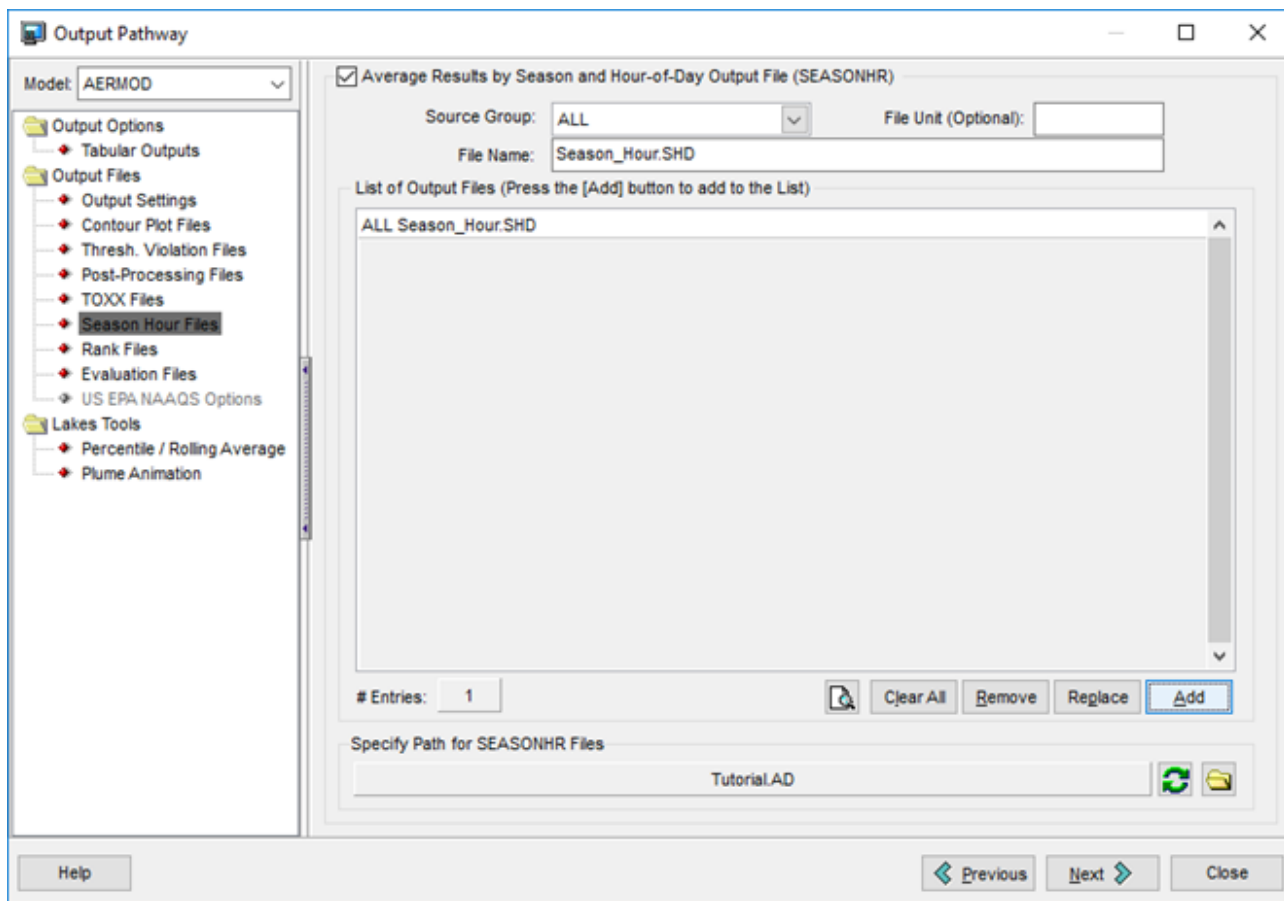 Output Pathway
Model: AERMOD
Output Options
Tabular Outputs
Output Files
Output Settings
Contour Plot Files
Thresh. Violation Files
Post-Processing Files
TOXX Files
Season Hour Files
Rank Files
Evaluation Files
US EPA NAAQS Options
Lakes Tools
Percentile / Rolling Average
Plume Animation
Average Results by Season and Hour-of-Day Output File (SEASONHR)
Source Group: ALL File Unit (Optional):
File Name: Season_Hour.SHD
List of Output Files (Press the [Add] button to add to the List)
ALL Season_Hour.SHD
# Entries: 1 Clear All Remove Replace Add
Specify Path for SEASONHR Files
Tutorial.AD
Help Previous Next Close